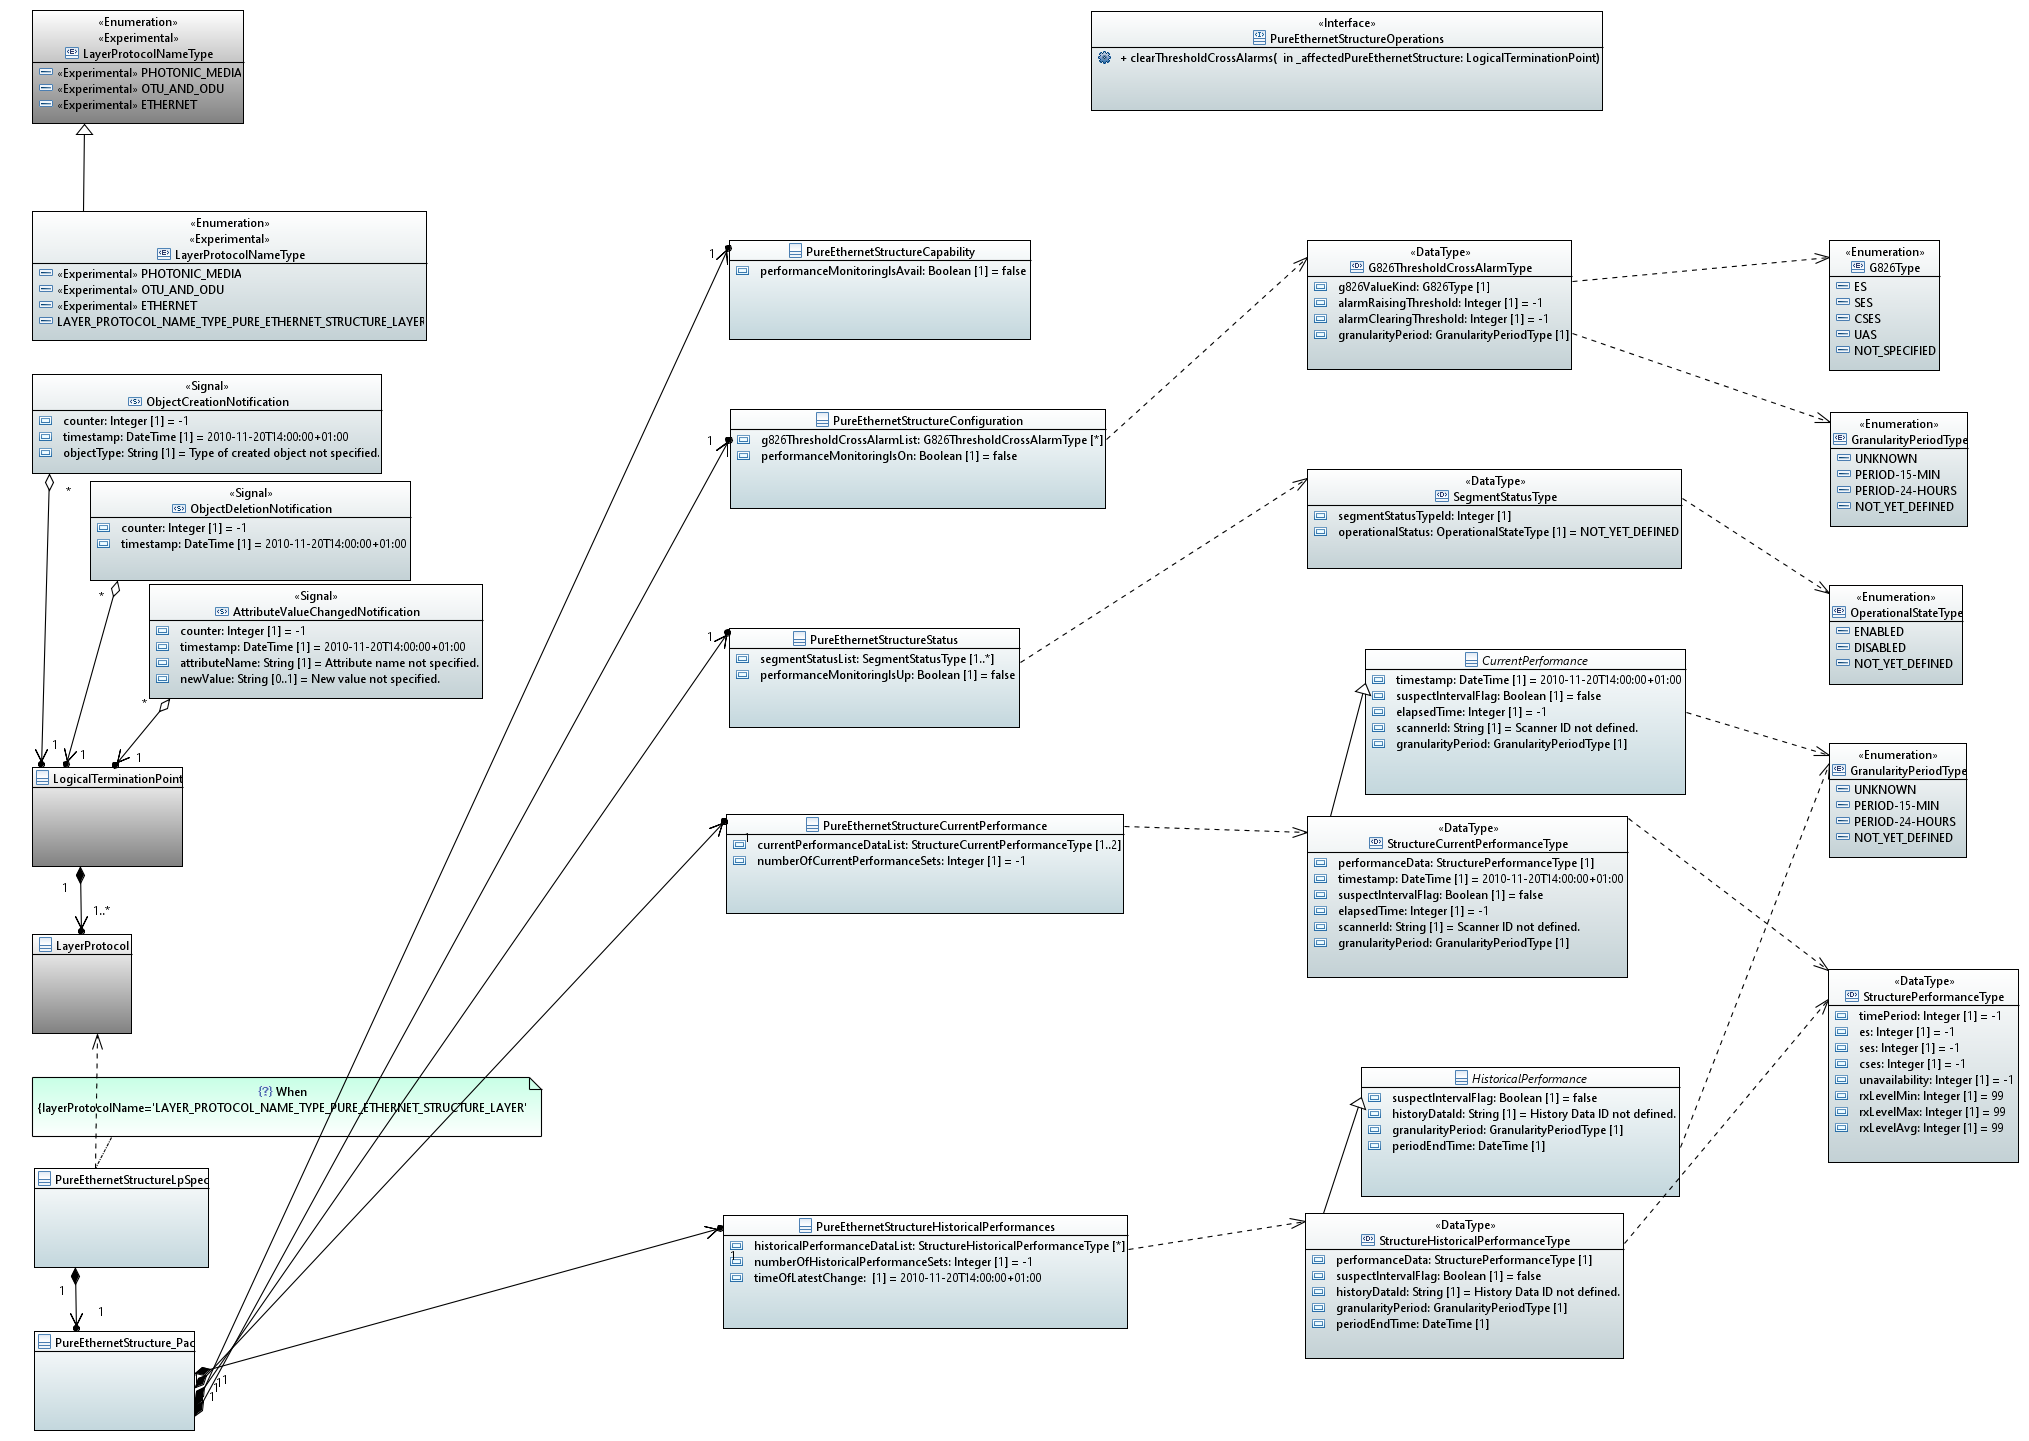 «Enumeration»
«Experimental»
LayerProtocolNameType
«Experimental» PHOTONIC_MEDIA
«Experimental» OTU_AND_ODU
«Experimental» ETHERNET
«Interface»
PureEthernetStructureOperations
+ clearThresholdCrossAlarms( in _affectedPureEthernetStructure: LogicalTerminationPoint)
«Enumeration»
«Experimental»
LayerProtocolNameType
«Experimental» PHOTONIC_MEDIA
«Experimental» OTU_AND_ODU
«Experimental» ETHERNET
LAYER_PROTOCOL_NAME_TYPE_PURE_ETHERNET_STRUCTURE_LAYER
«Signal»
ObjectCreationNotification
counter: Integer [1] = -1
timestamp: DateTime [1] = 2010-11-20T14:00:00+01:00
objectType: String [1] = Type of created object not specified.
*
«Signal»
ObjectDeletionNotification
counter: Integer [1] = -1
timestamp: DateTime [1] = 2010-11-20T14:00:00+01:00
*
«Signal»
AttributeValueChangedNotification
counter: Integer [1] = -1
timestamp: DateTime [1] = 2010-11-20T14:00:00+01:00
attributeName: String [1] = Attribute name not specified.
newValue: String [0..1] = New value not specified.
*
1
1
1
LogicalTerminationPoint
1
1..*
LayerProtocol
{?} When
{layerProtocolName='LAYER_PROTOCOL_NAME_TYPE_PURE_ETHERNET_STRUCTURE_LAYER'
PureEthernetStructureLpSpec
1
1
PureEthernetStructure_Pac
1
1
1
1
1
1
PureEthernetStructureCapability
performanceMonitoringIsAvail: Boolean [1] = false
1
PureEthernetStructureConfiguration
g826ThresholdCrossAlarmList: G826ThresholdCrossAlarmType [*]
performanceMonitoringIsOn: Boolean [1] = false
1
PureEthernetStructureStatus
segmentStatusList: SegmentStatusType [1..*]
performanceMonitoringIsUp: Boolean [1] = false
PureEthernetStructureCurrentPerformance
1
currentPerformanceDataList: StructureCurrentPerformanceType [1..2]
numberOfCurrentPerformanceSets: Integer [1] = -1
PureEthernetStructureHistoricalPerformances
historicalPerformanceDataList: StructureHistoricalPerformanceType [*]
1
numberOfHistoricalPerformanceSets: Integer [1] = -1
timeOfLatestChange: [1] = 2010-11-20T14:00:00+01:00
«DataType»
G826ThresholdCrossAlarmType
g826ValueKind: G826Type [1]
alarmRaisingThreshold: Integer [1] = -1
alarmClearingThreshold: Integer [1] = -1
granularityPeriod: GranularityPeriodType [1]
«DataType»
SegmentStatusType
segmentStatusTypeId: Integer [1]
operationalStatus: OperationalStateType [1] = NOT_YET_DEFINED
CurrentPerformance
timestamp: DateTime [1] = 2010-11-20T14:00:00+01:00
suspectIntervalFlag: Boolean [1] = false
elapsedTime: Integer [1] = -1
scannerId: String [1] = Scanner ID not defined.
granularityPeriod: GranularityPeriodType [1]
«DataType»
StructureCurrentPerformanceType
performanceData: StructurePerformanceType [1]
timestamp: DateTime [1] = 2010-11-20T14:00:00+01:00
suspectIntervalFlag: Boolean [1] = false
elapsedTime: Integer [1] = -1
scannerId: String [1] = Scanner ID not defined.
granularityPeriod: GranularityPeriodType [1]
HistoricalPerformance
suspectIntervalFlag: Boolean [1] = false
historyDataId: String [1] = History Data ID not defined.
granularityPeriod: GranularityPeriodType [1]
periodEndTime: DateTime [1]
«DataType»
StructureHistoricalPerformanceType
performanceData: StructurePerformanceType [1]
suspectIntervalFlag: Boolean [1] = false
historyDataId: String [1] = History Data ID not defined.
granularityPeriod: GranularityPeriodType [1]
periodEndTime: DateTime [1]
«Enumeration»
G826Type
ES
SES
CSES
UAS
NOT_SPECIFIED
«Enumeration»
GranularityPeriodType
UNKNOWN
PERIOD-15-MIN
PERIOD-24-HOURS
NOT_YET_DEFINED
«Enumeration»
OperationalStateType
ENABLED
DISABLED
NOT_YET_DEFINED
«Enumeration»
GranularityPeriodType
UNKNOWN
PERIOD-15-MIN
PERIOD-24-HOURS
NOT_YET_DEFINED
«DataType»
StructurePerformanceType
timePeriod: Integer [1] = -1
es: Integer [1] = -1
ses: Integer [1] = -1
cses: Integer [1] = -1
unavailability: Integer [1] = -1
rxLevelMin: Integer [1] = 99
rxLevelMax: Integer [1] = 99
rxLevelAvg: Integer [1] = 99